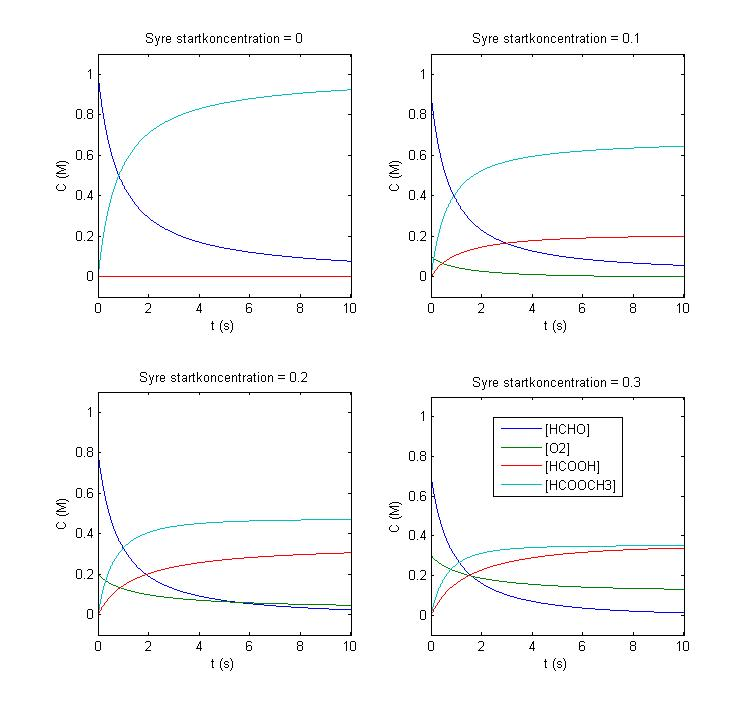 Syre startkoncentration = 0
1
0.8
0.6
0.4
0.2
0
C (M)
0 2 4 6 8 10
t (s)
Syre startkoncentration = 0.1
1
0.8
0.6
0.4
0.2
0
C (M)
0 2 4 6 8 10
t (s)
Syre startkoncentration = 0.2
1
0.8
0.6
0.4
0.2
0
C (M)
0 2 4 6 8 10
t (s)
Syre startkoncentration = 0.3
1
0.8
0.6
0.4
0.2
0
C (M)
[HCHO]
[O2]
[HCOOH]
[HCOOCH3]
0 2 4 6 8 10
t (s)